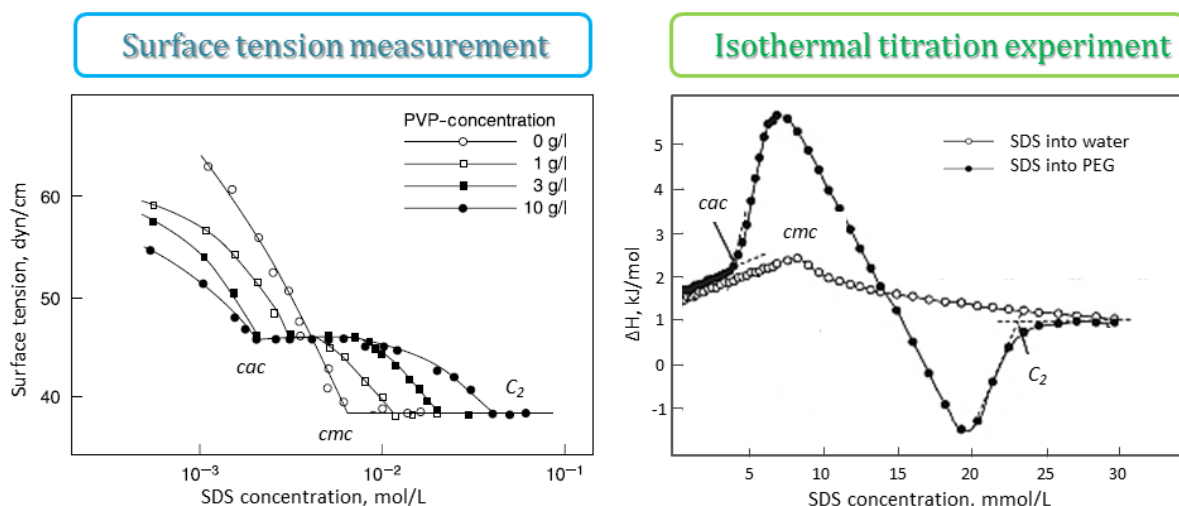 Surface tension measurement
Isothermal titration experiment
PVP-concentration
0 g/l
1 g/l
3 g/l
10 g/l
60
50
40
Surface tension, dyn/cm
cac
cmc
C₂
10⁻³
10⁻²
10⁻¹
SDS concentration, mol/L
SDS into water
SDS into PEG
5
4
3
2
1
0
-1
ΔH, kJ/mol
cac
cmc
C₂
5
10
15
20
25
30
SDS concentration. mmol/L